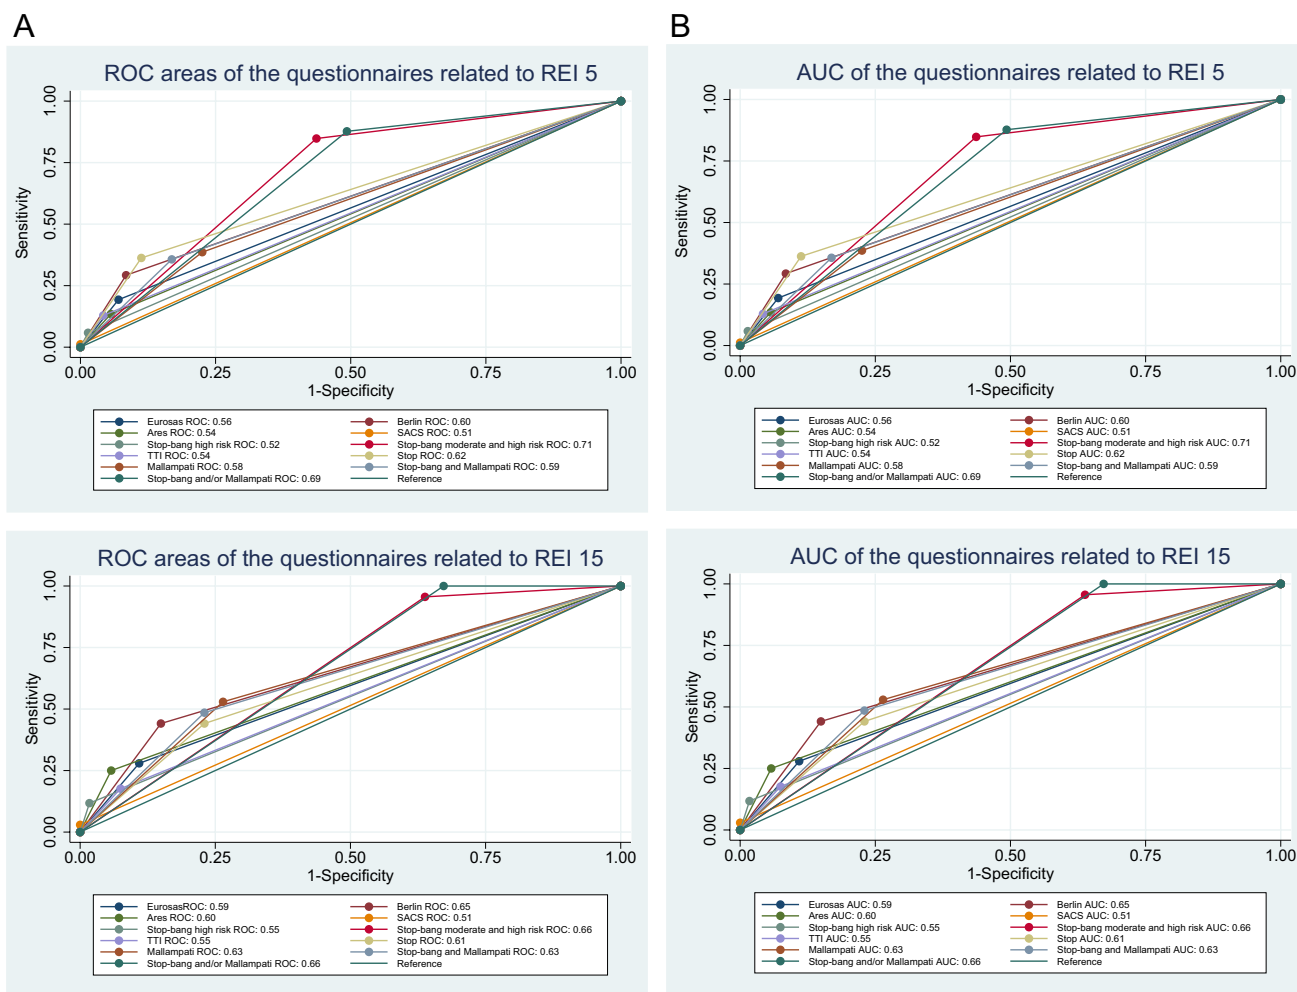 A
ROC areas of the questionnaires related to REI 5
Sensitivity
1.00
0.75
0.50
0.25
0.00
0.00 0.25 0.50 0.75 1.00
1-Specificity
Eurosas ROC: 0.56 Berlin ROC: 0.60
Ares ROC: 0.54 SACS ROC: 0.51
Stop-bang high risk ROC: 0.52 Stop-bang moderate and high risk ROC: 0.71
TTI ROC: 0.54 Stop ROC: 0.62
Mallampati ROC: 0.58 Stop-bang and Mallampati ROC: 0.59
Stop-bang and/or Mallampati ROC: 0.69 Reference
ROC areas of the questionnaires related to REI 15
Sensitivity
1.00
0.75
0.50
0.25
0.00
0.00 0.25 0.50 0.75 1.00
1-Specificity
EurosasROC: 0.59 Berlin ROC: 0.65
Ares ROC: 0.60 SACS ROC: 0.51
Stop-bang high risk ROC: 0.55 Stop-bang moderate and high risk ROC: 0.66
TTI ROC: 0.55 Stop ROC: 0.61
Mallampati ROC: 0.63 Stop-bang and Mallampati ROC: 0.63
Stop-bang and/or Mallampati ROC: 0.66 Reference
B
AUC of the questionnaires related to REI 5
Sensitivity
1.00
0.75
0.50
0.25
0.00
0.00 0.25 0.50 0.75 1.00
1-Specificity
Eurosas AUC: 0.56 Berlin AUC: 0.60
Ares AUC: 0.54 SACS AUC: 0.51
Stop-bang high risk AUC: 0.52 Stop-bang moderate and high risk AUC: 0.71
TTI AUC: 0.54 Stop AUC: 0.62
Mallampati AUC: 0.58 Stop-bang and Mallampati AUC: 0.59
Stop-bang and/or Mallampati AUC: 0.69 Reference
AUC of the questionnaires related to REI 15
Sensitivity
1.00
0.75
0.50
0.25
0.00
0.00 0.25 0.50 0.75 1.00
1-Specificity
Eurosas AUC: 0.59 Berlin AUC: 0.65
Ares AUC: 0.60 SACS AUC: 0.51
Stop-bang high risk AUC: 0.55 Stop-bang moderate and high risk AUC: 0.66
TTI AUC: 0.55 Stop AUC: 0.61
Mallampati AUC: 0.63 Stop-bang and Mallampati AUC: 0.63
Stop-bang and/or Mallampati AUC: 0.66 Reference